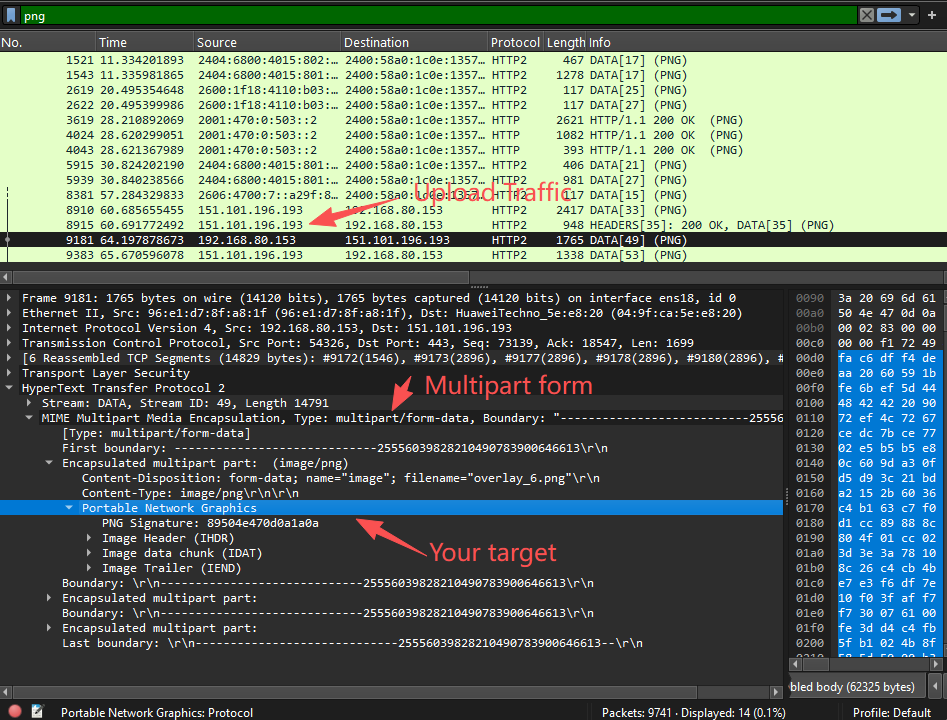 png
No. Time Source Destination Protocol Length Info
1521 11.334201893 2404:6800:4015:802:… 2400:58a0:1c0e:1357… HTTP2 467 DATA[17] (PNG)
1543 11.335981865 2404:6800:4015:801:… 2400:58a0:1c0e:1357… HTTP2 1278 DATA[17] (PNG)
2619 20.495354648 2600:1f18:4110:b03:… 2400:58a0:1c0e:1357… HTTP2 117 DATA[25] (PNG)
2622 20.495399986 2600:1f18:4110:b03:… 2400:58a0:1c0e:1357… HTTP2 117 DATA[27] (PNG)
3619 28.210892069 2001:470:0:503::2 2400:58a0:1c0e:1357… HTTP 2621 HTTP/1.1 200 OK (PNG)
4024 28.620299051 2001:470:0:503::2 2400:58a0:1c0e:1357… HTTP 1082 HTTP/1.1 200 OK (PNG)
4043 28.621367989 2001:470:0:503::2 2400:58a0:1c0e:1357… HTTP 393 HTTP/1.1 200 OK (PNG)
5915 30.824202190 2404:6800:4015:801:… 2400:58a0:1c0e:1357… HTTP2 406 DATA[21] (PNG)
5939 30.840238566 2404:6800:4015:801:… 2400:58a0:1c0e:1357… HTTP2 981 DATA[27] (PNG)
8381 57.284329833 2606:4700:7::a29f:8… 2400:58a0:1c0e:1357… HTTP2 117 DATA[15] (PNG)
Upload Traffic
8910 60.685655455 151.101.196.193 192.168.80.153 HTTP2 2417 DATA[33] (PNG)
8915 60.691772492 151.101.196.193 192.168.80.153 HTTP2 948 HEADERS[35]: 200 OK, DATA[35] (PNG)
9181 64.197878673 192.168.80.153 151.101.196.193 HTTP2 1765 DATA[49] (PNG)
9383 65.670596078 151.101.196.193 192.168.80.153 HTTP2 1338 DATA[53] (PNG)
Frame 9181: 1765 bytes on wire (14120 bits), 1765 bytes captured (14120 bits) on interface ens18, id 0
Ethernet II, Src: 96:e1:d7:8f:a8:1f (96:e1:d7:8f:a8:1f), Dst: HuaweiTechno_5e:e8:20 (04:9f:ca:5e:e8:20)
Internet Protocol Version 4, Src: 192.168.80.153, Dst: 151.101.196.193
Transmission Control Protocol, Src Port: 54326, Dst Port: 443, Seq: 73139, Ack: 18547, Len: 1699
[6 Reassembled TCP Segments (14829 bytes): #9172(1546), #9173(2896), #9177(2896), #9178(2896), #9180(2896), #
Transport Layer Security
HyperText Transfer Protocol 2
Multipart form
Stream: DATA, Stream ID: 49, Length 14791
MIME Multipart Media Encapsulation, Type: multipart/form-data, Boundary: "---------------------------25556
[Type: multipart/form-data]
First boundary: ---------------------------25556039828210490783900646613\r\n
Encapsulated multipart part: (image/png)
Content-Disposition: form-data; name="image"; filename="overlay_6.png"\r\n
Content-Type: image/png\r\n\r\n
Portable Network Graphics
PNG Signature: 89504e470d0a1a0a
Image Header (IHDR)
Your target
Image data chunk (IDAT)
Image Trailer (IEND)
Boundary: \r\n---------------------------25556039828210490783900646613\r\n
Encapsulated multipart part:
Boundary: \r\n---------------------------25556039828210490783900646613\r\n
Encapsulated multipart part:
Last boundary: \r\n---------------------------25556039828210490783900646613--\r\n
0090 3a 20 69 6d 61
00a0 50 4e 47 0d 0a
00b0 00 02 83 00 00
00c0 00 00 f1 72 49
00d0 fa c6 df f4 de
00e0 aa 20 60 59 1b
00f0 fe 6b ef 5d 44
0100 48 42 42 20 90
0110 72 ef 4c 72 67
0120 ce dc 7b ce 77
0130 02 e5 b5 b5 e8
0140 0c 60 9d a3 0f
0150 d5 d9 3c 21 bd
0160 a2 15 2b 60 36
0170 c4 b1 63 c7 f0
0180 d1 cc 89 88 8c
0190 80 4f 01 cc 02
01a0 3d 3e 3a 78 10
01b0 8c 26 c4 cb 4b
01c0 e7 e3 f6 df 7e
01d0 10 f0 3f af f7
01e0 f7 30 07 61 00
01f0 fe 3d d4 c4 fb
0200 5f b1 02 4b 8f
bled body (62325 bytes)
Portable Network Graphics: Protocol Packets: 9741 · Displayed: 14 (0.1%) Profile: Default